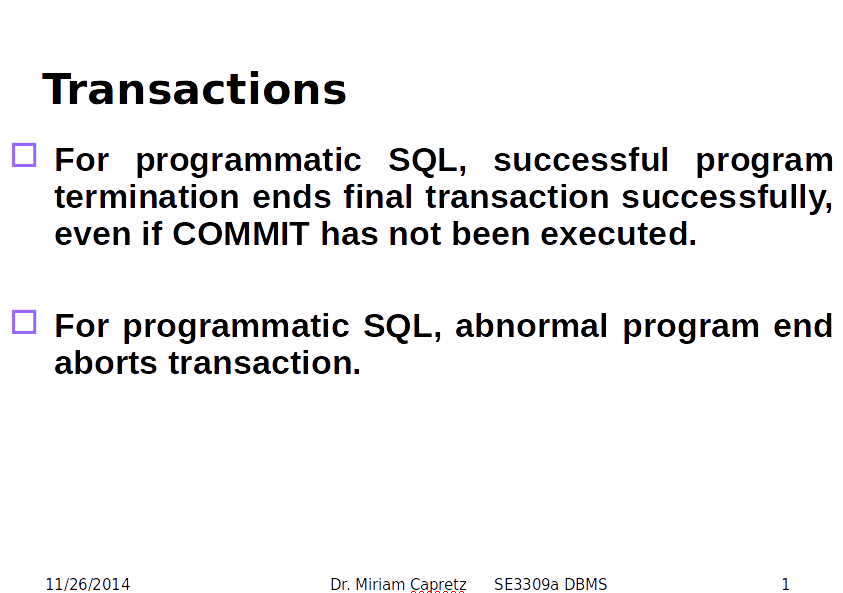 Transactions
For programmatic SQL, successful program
termination ends final transaction successfully,
even if COMMIT has not been executed.
For programmatic SQL, abnormal program end
aborts transaction.
11/26/2014 Dr. Miriam Capretz SE3309a DBMS 1